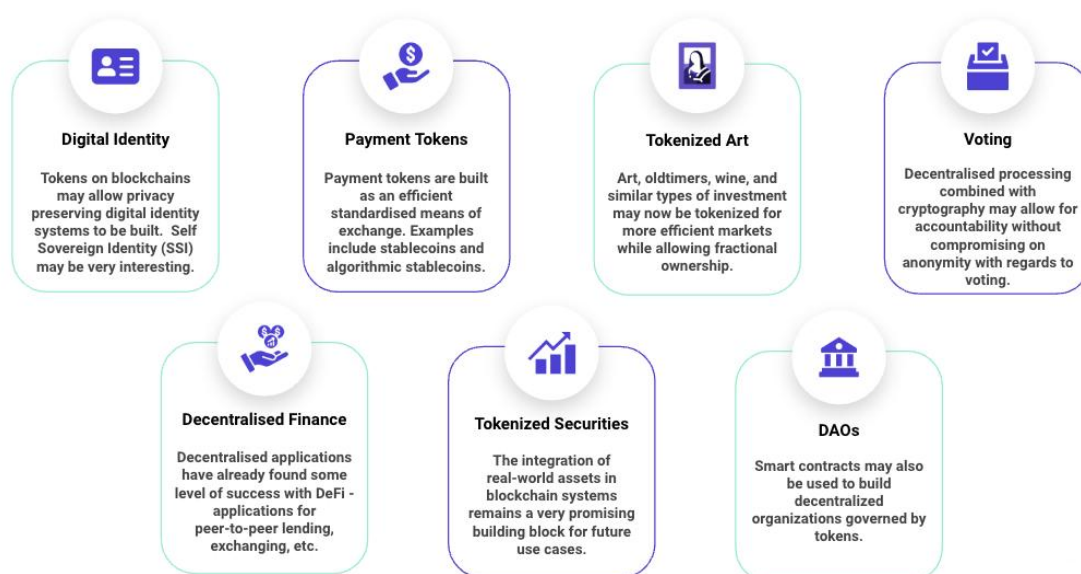 Digital Identity
Tokens on blockchains
may allow privacy
preserving digital identity
systems to be built.  Self
Sovereign Identity (SSI)
may be very interesting.
Payment Tokens
Payment tokens are built
as an efficient
standardised means of
exchange. Examples
include stablecoins and
algorithmic stablecoins.
Tokenized Art
Art, oldtimers, wine, and
similar types of investment
may now be tokenized for
more efficient markets
while allowing fractional
ownership.
Voting
Decentralised processing
combined with
cryptography may allow for
accountability without
compromising on
anonymity with regards to
voting.
Decentralised Finance
Decentralised applications
have already found some
level of success with DeFi -
applications for
peer-to-peer lending,
exchanging, etc.
Tokenized Securities
The integration of
real-world assets in
blockchain systems
remains a very promising
building block for future
use cases.
DAOs
Smart contracts may also
be used to build
decentralized
organizations governed by
tokens.